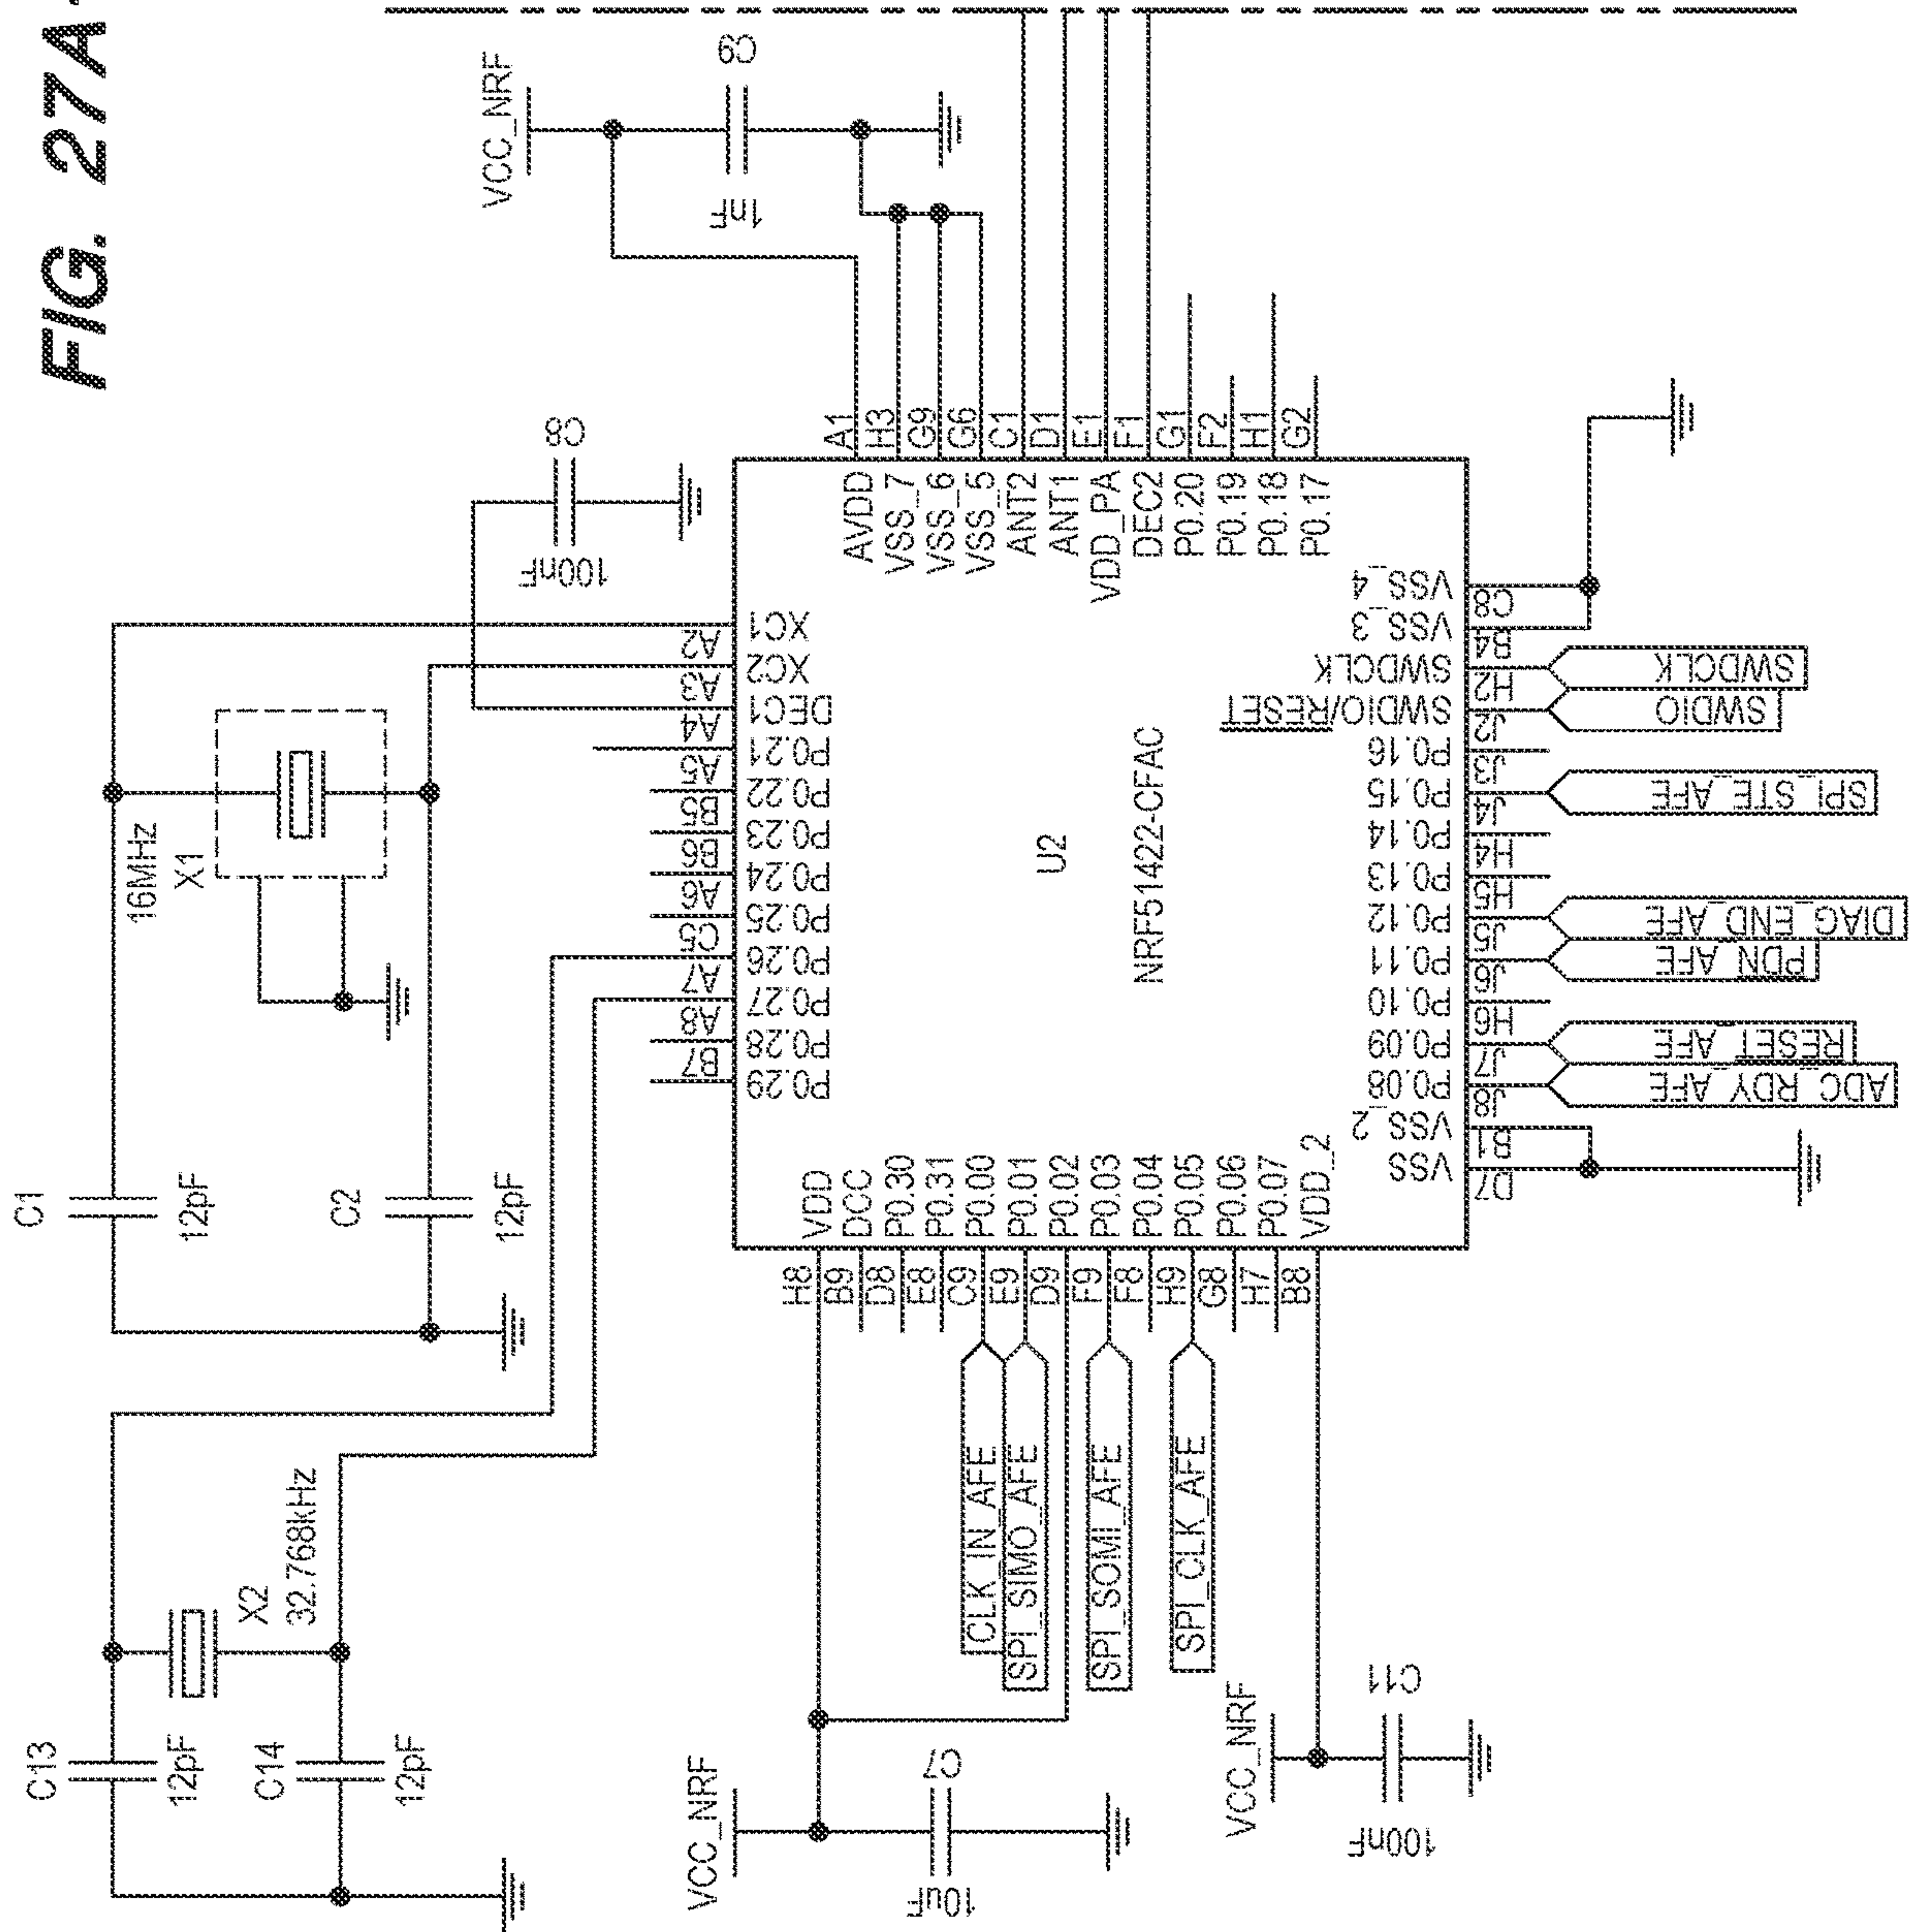 FIG. 27A
VCC_NRF
C9
1nF
C8
100nF
16MHz
X1
C1
12pF
C2
12pF
X2
32.768kHz
C13
12pF
C14
12pF
A2 XC1
A3 XC2
A4 DEC1
A5 P0.21
B5 P0.22
B6 P0.23
A6 P0.24
C5 P0.25
A7 P0.26
A8 P0.27
B7 P0.28
P0.29
A1 AVDD
H3 VSS_7
G9 VSS_6
G6 VSS_5
C1 ANT2
D1 ANT1
E1 VDD_PA
F1 DEC2
G1 P0.20
F2 P0.19
H1 P0.18
G2 P0.17
U2
NRF51422-CFAC
C8 VSS_4
B4 VSS_3
H2 SWDCLK
J2 SWDIO/RESET
J3 P0.16
J4 P0.15
H4 P0.14
H5 P0.13
J5 P0.12
J6 P0.11
H6 P0.10
J7 P0.09
J8 P0.08
B1 VSS_2
D7 VSS
SWDCLK
SWDIO
SPI_STE_AFE
DIAG_END_AFE
PDN_AFE
RESET_AFE
ADC_RDY_AFE
H8 VDD
B9 DCC
D8 P0.30
E8 P0.31
C9 P0.00
E9 P0.01
D9 P0.02
F9 P0.03
F8 P0.04
H9 P0.05
G8 P0.06
H7 P0.07
B8 VDD_2
CLK_IN_AFE
SPI_SIMO_AFE
SPI_SOMI_AFE
SPI_CLK_AFE
VCC_NRF
C7
10uF
VCC_NRF
C11
100nF